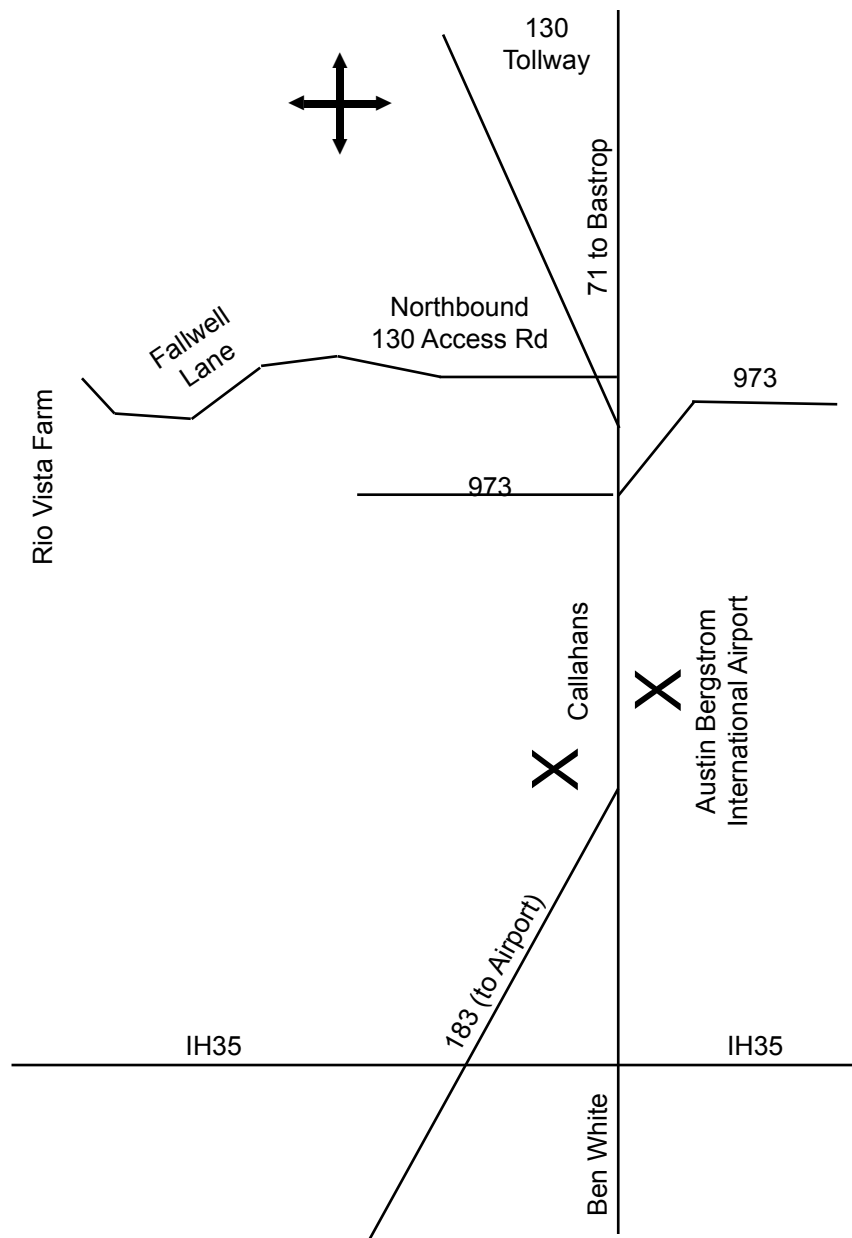 130
Tollway
71 to Bastrop
Northbound
130 Access Rd
Fallwell
Lane
973
Rio Vista Farm
973
Callahans
X
X
Austin Bergstrom
International Airport
183 (to Airport)
IH35
IH35
Ben White